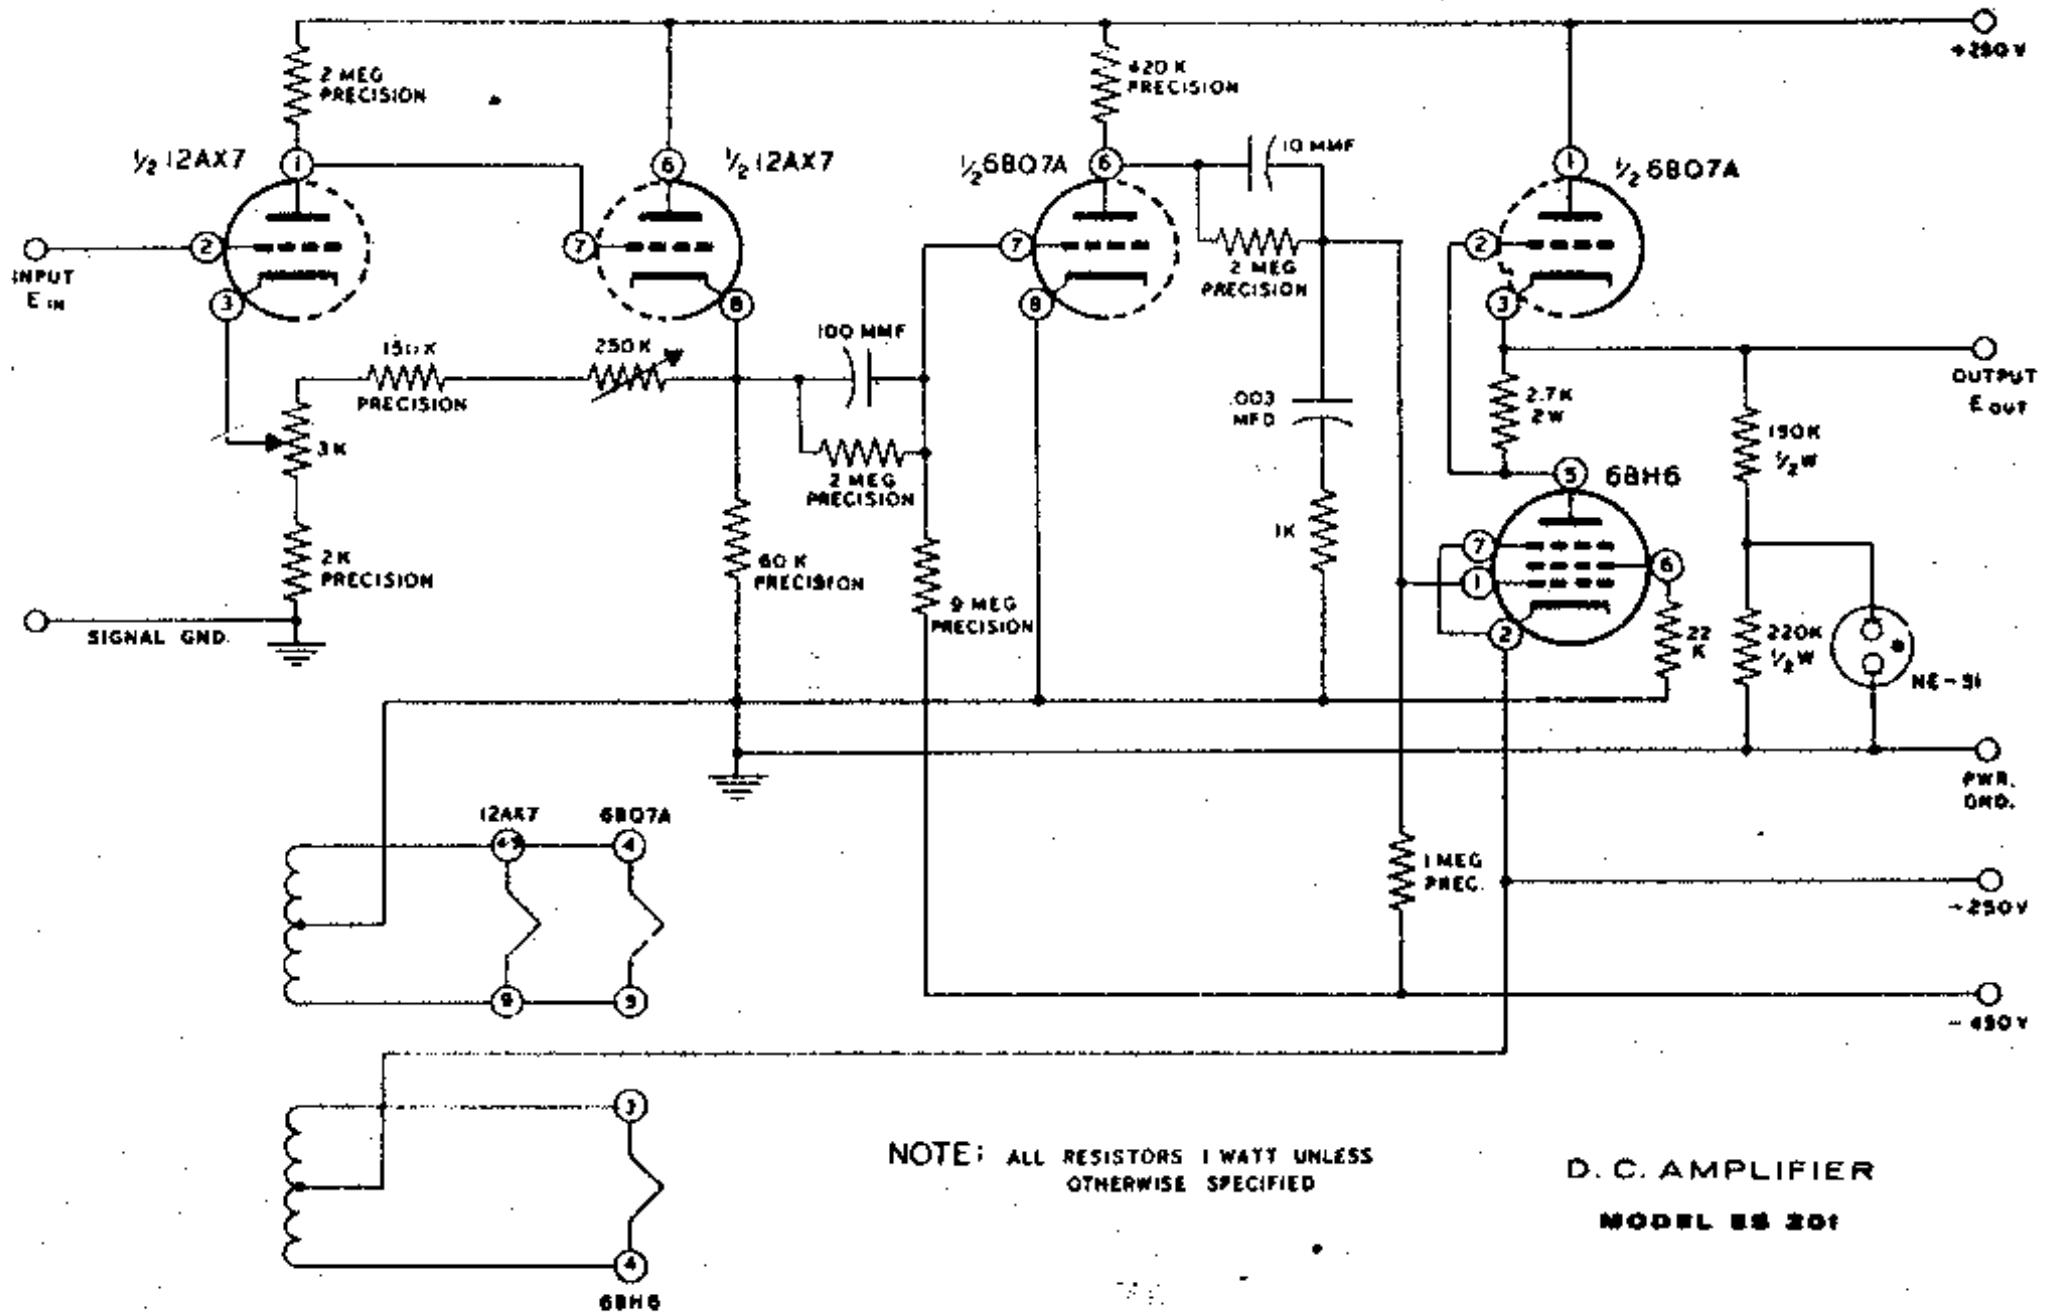 +250V
2 MEG
PRECISION
420 K
PRECISION
½ 12AX7
1
6
½ 12AX7
½ 6BQ7A
6
10 MMF
1
½ 6BQ7A
2
7
7
2
INPUT
E IN
2 MEG
PRECISION
3
8
8
3
100 MMF
150K
PRECISION
250K
OUTPUT
E OUT
.003
MFD
2.7K
2W
190K
½W
3K
2 MEG
PRECISION
5
6BH6
1K
7
6
1
2K
PRECISION
60 K
PRECISION
9 MEG
PRECISION
2
22
K
220K
½W
SIGNAL GND.
NE-51
PWR.
GND.
12AX7
6BQ7A
4
1 MEG
PREC.
-250V
9
9
-450V
3
NOTE: ALL RESISTORS 1 WATT UNLESS
OTHERWISE SPECIFIED
D. C. AMPLIFIER
MODEL ES 201
4
6BH6